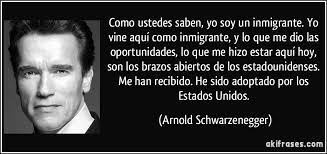 Como ustedes saben, yo soy un inmigrante. Yo
vine aquí como inmigrante, y lo que me dio las
oportunidades, lo que me hizo estar aquí hoy,
son los brazos abiertos de los estadounidenses.
Me han recibido. He sido adoptado por los
Estados Unidos.
(Arnold Schwarzenegger)
akifrases.com